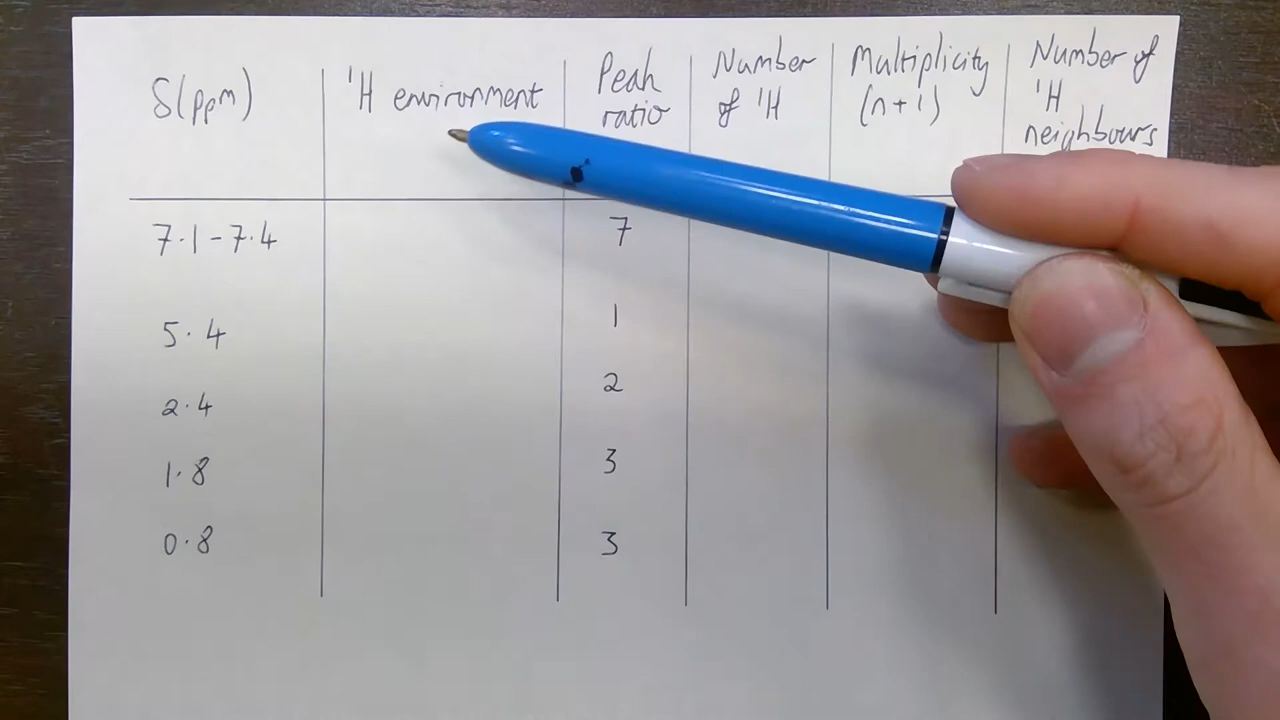 δ(ppm)
¹H environment
Peak
ratio
Number
of ¹H
Multiplicity
(n+1)
Number of
¹H
neighbours
7.1-7.4
7
5.4
1
2.4
2
1.8
3
0.8
3